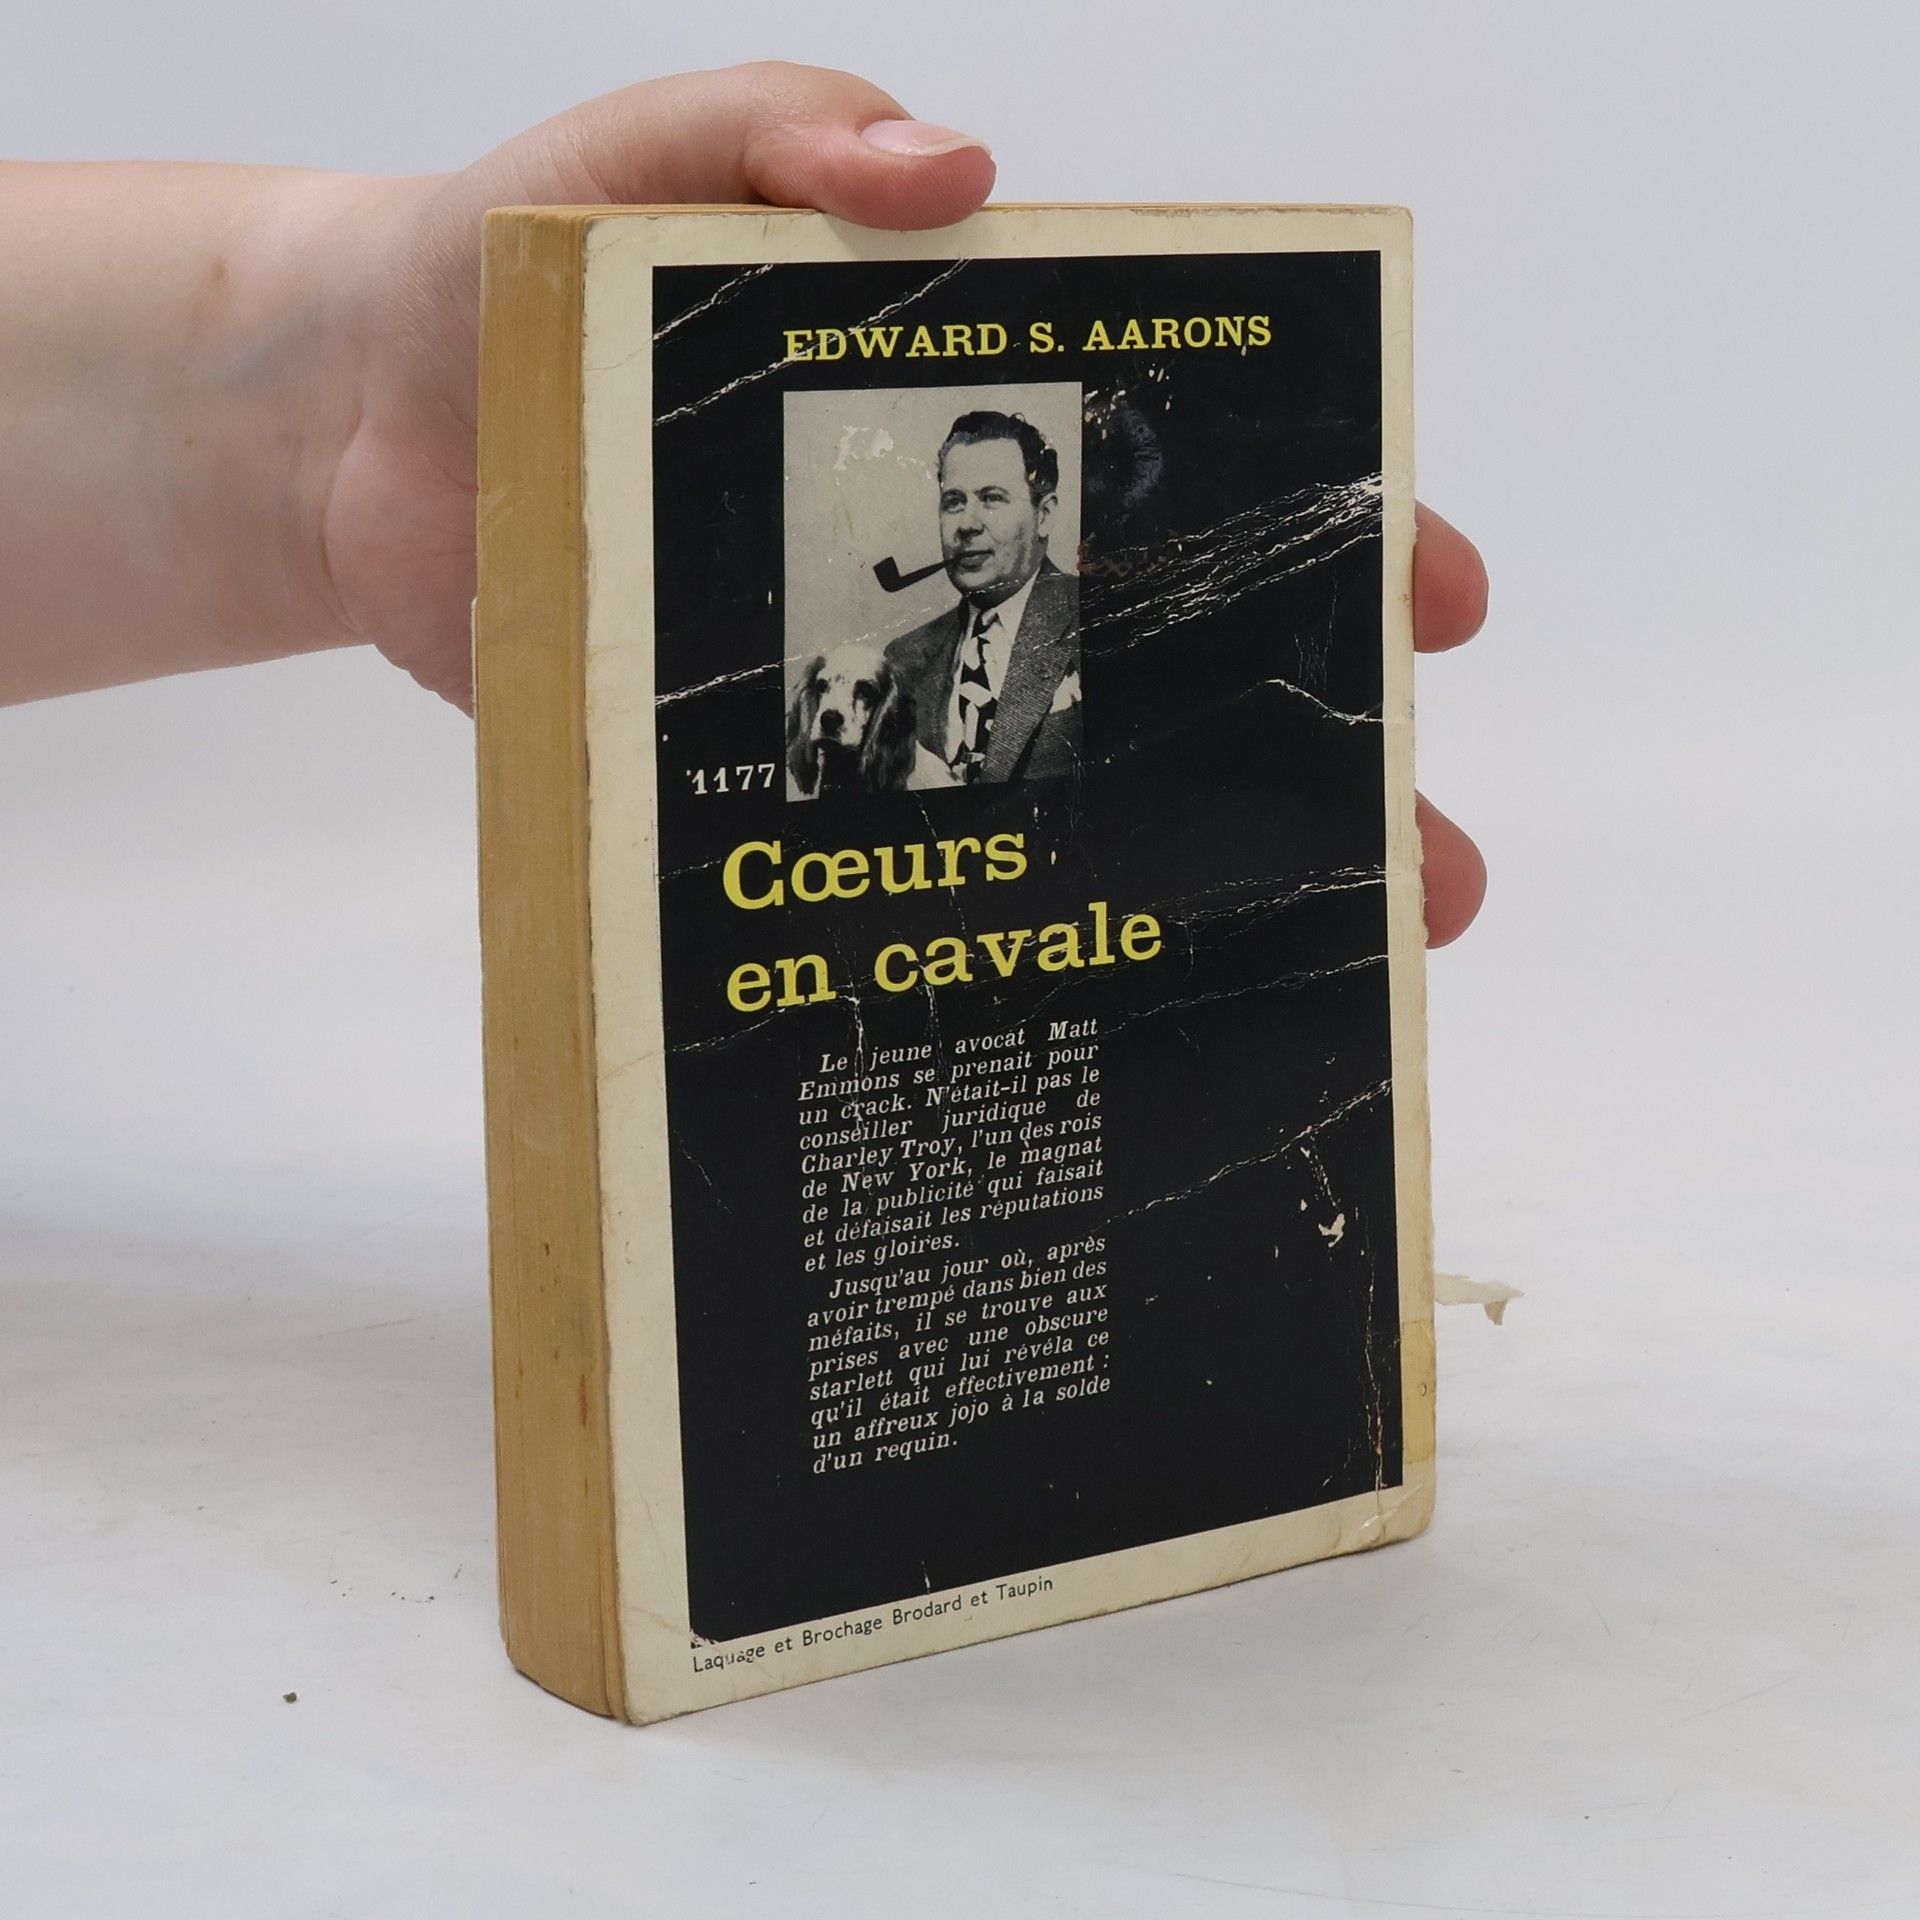 EDWARD S. AARONS
1177
Cœurs
en cavale
Le jeune avocat Matt
Emmons se prenait pour
un crack. N'était-il pas le
conseiller juridique de
Charley Troy, l'un des rois
de New York, le magnat
de la publicité qui faisait
et défaisait les réputations
et les gloires.
Jusqu'au jour où, après
avoir trempé dans bien des
méfaits, il se trouve aux
prises avec une obscure
starlett qui lui révéla ce
qu'il était effectivement :
un affreux jojo à la solde
d'un requin.
Laquage et Brochage Brodard et Taupin